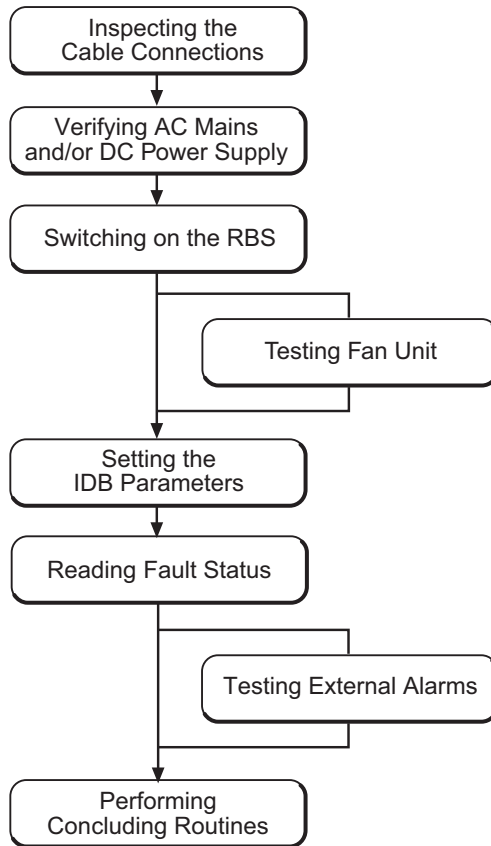 Inspecting the
Cable Connections
Verifying AC Mains
and/or DC Power Supply
Switching on the RBS
Testing Fan Unit
Setting the
IDB Parameters
Reading Fault Status
Testing External Alarms
Performing
Concluding Routines